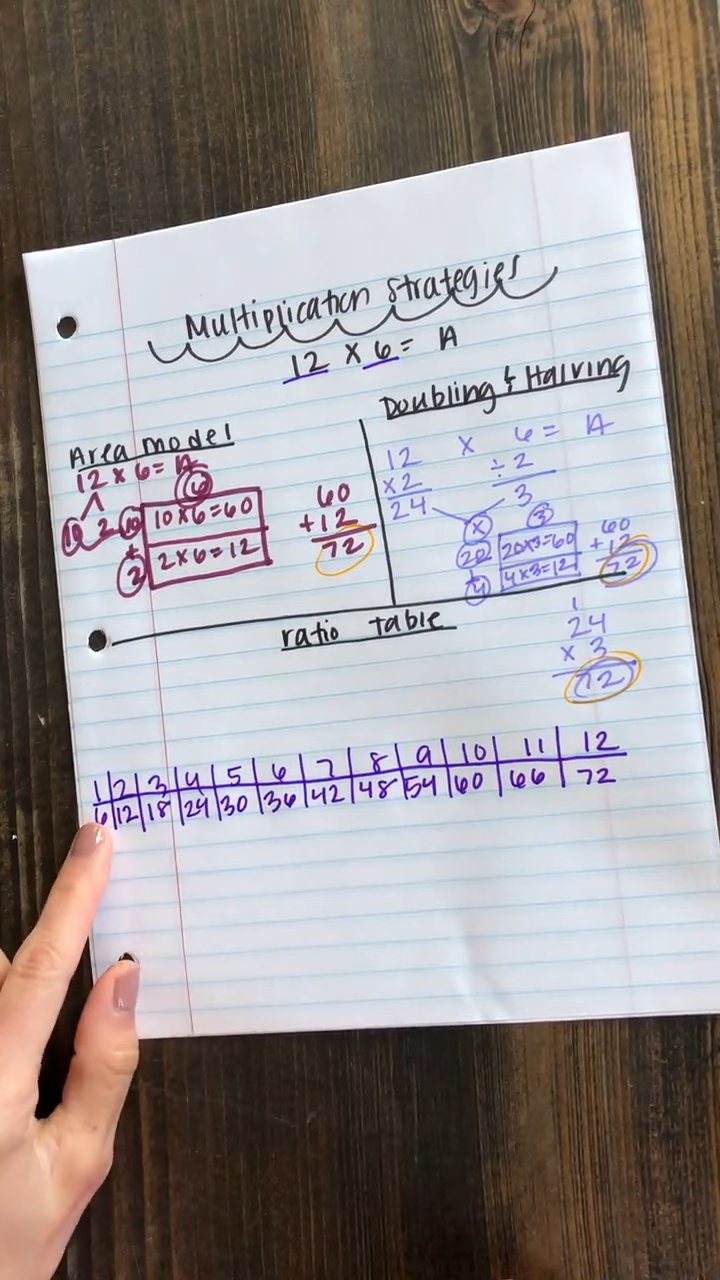 Multiplication Strategies
12 x 6 = A
Area model
12 x 6 = A
6
10 2 10 10x6=60
+
2 2x6=12
60
+12
72
Doubling & Halving
12 x 6 = A
x2 ÷2
24 3
x
3
20 20x3=60
+
4 4x3=12
60
+12
72
1
24
x 3
72
ratio table
1 2 3 4 5 6 7 8 9 10 11 12
6 12 18 24 30 36 42 48 54 60 66 72